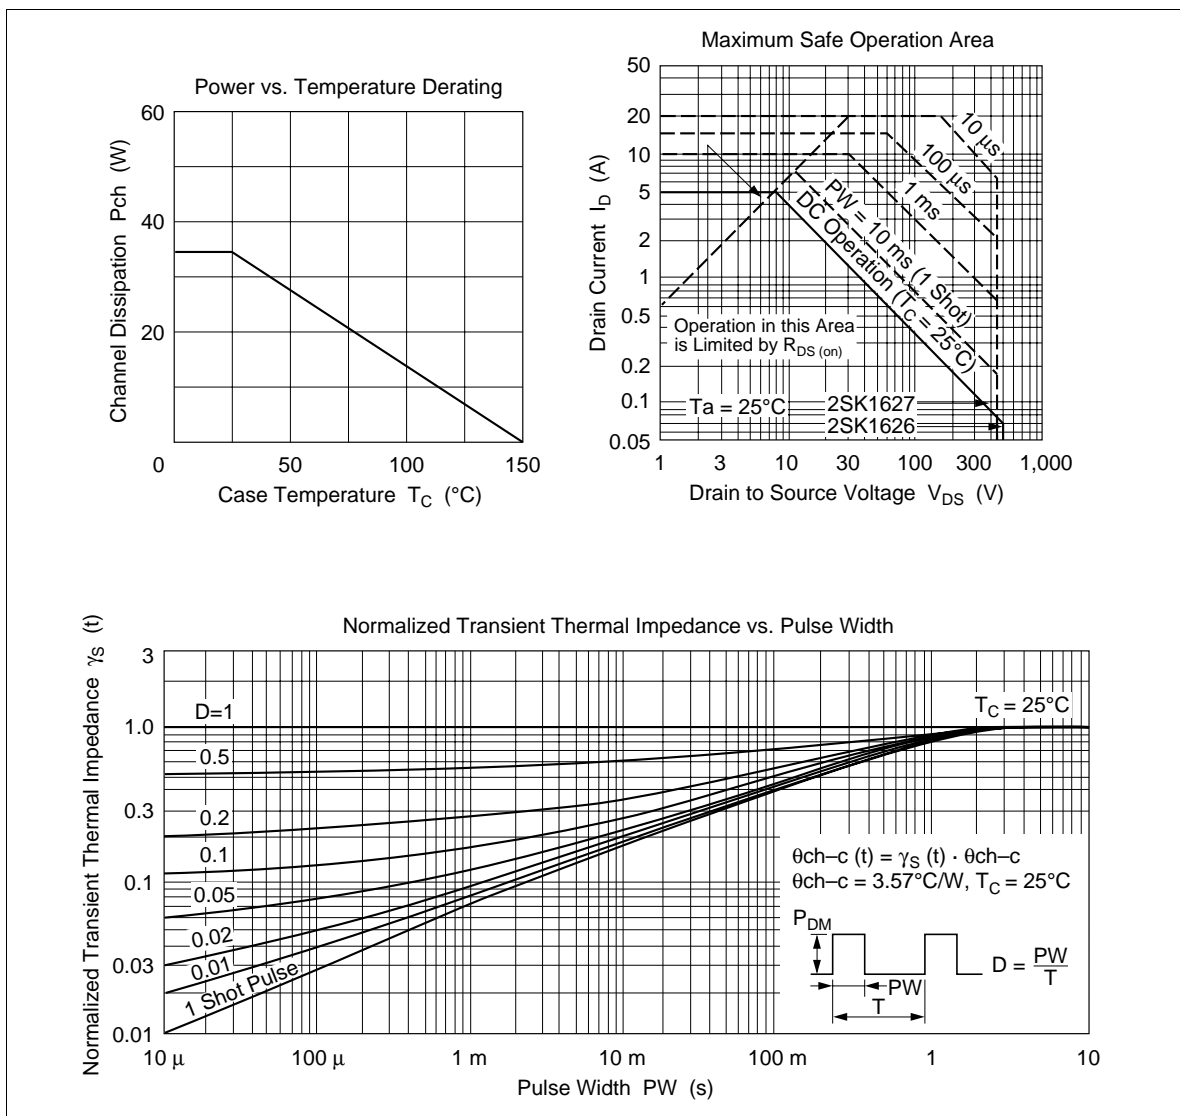 Power vs. Temperature Derating
Channel Dissipation Pch (W)
60
40
20
0
50
100
150
Case Temperature T_C (°C)
Maximum Safe Operation Area
Drain Current I_D (A)
50
20
10
5
2
1
0.5
0.2
0.1
0.05
10 µs
100 µs
1 ms
PW = 10 ms (1 Shot)
DC Operation (T_C = 25°C)
Operation in this Area
is Limited by R_DS (on)
Ta = 25°C
2SK1627
2SK1626
1
3
10
30
100
300
1,000
Drain to Source Voltage V_DS (V)
Normalized Transient Thermal Impedance vs. Pulse Width
Normalized Transient Thermal Impedance γ_S (t)
3
1.0
0.3
0.1
0.03
0.01
D=1
0.5
0.2
0.1
0.05
0.02
0.01
1 Shot Pulse
T_C = 25°C
θch–c (t) = γ_S (t) · θch–c
θch–c = 3.57°C/W, T_C = 25°C
P_DM
PW
T
D = PW/T
10 µ
100 µ
1 m
10 m
100 m
1
10
Pulse Width PW (s)